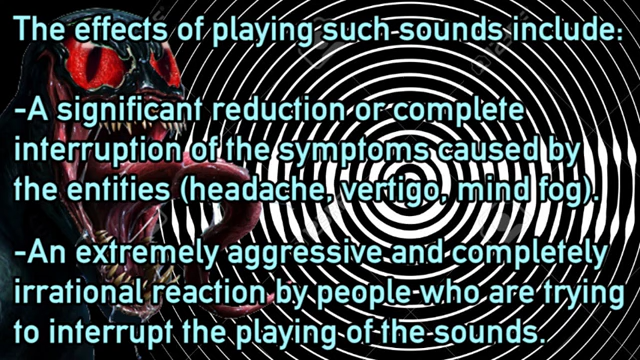 The effects of playing such sounds include:
-A significant reduction or complete
interruption of the symptoms caused by
the entities (headache, vertigo, mind fog).
-An extremely aggressive and completely
irrational reaction by people who are trying
to interrupt the playing of the sounds.